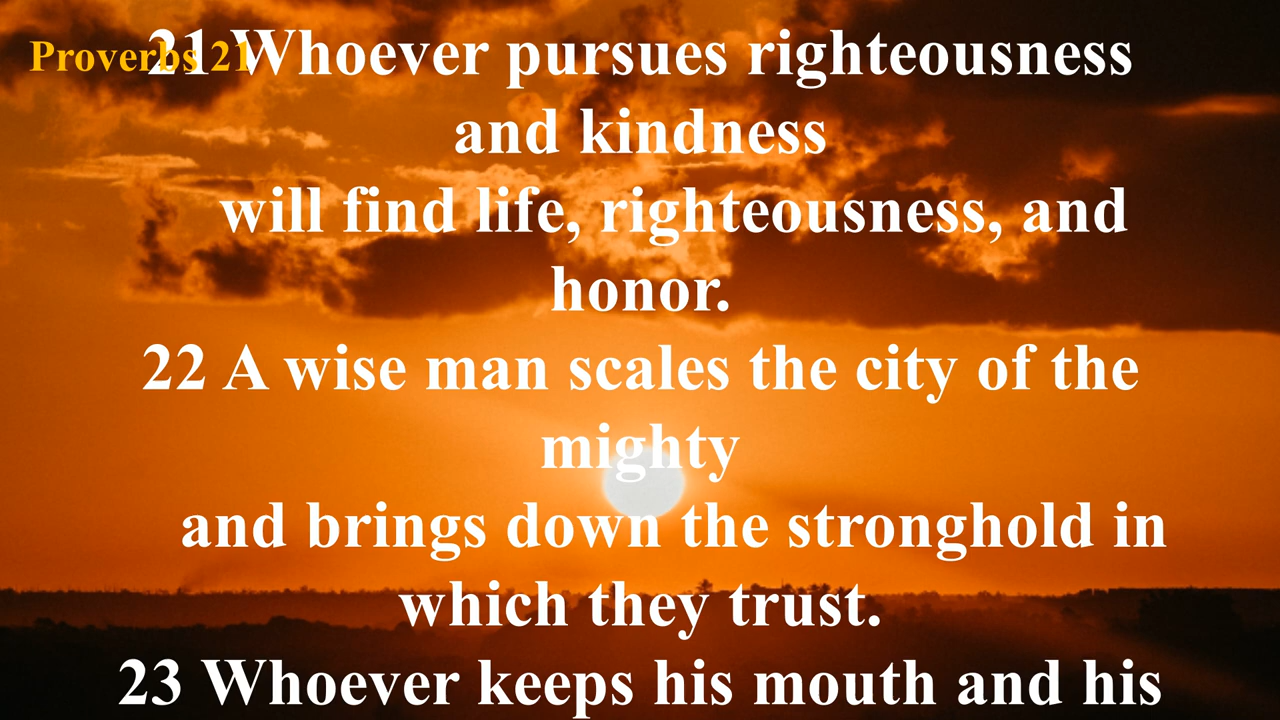 Proverbs 21
21 Whoever pursues righteousness
and kindness
will find life, righteousness, and
honor.
22 A wise man scales the city of the
mighty
and brings down the stronghold in
which they trust.
23 Whoever keeps his mouth and his